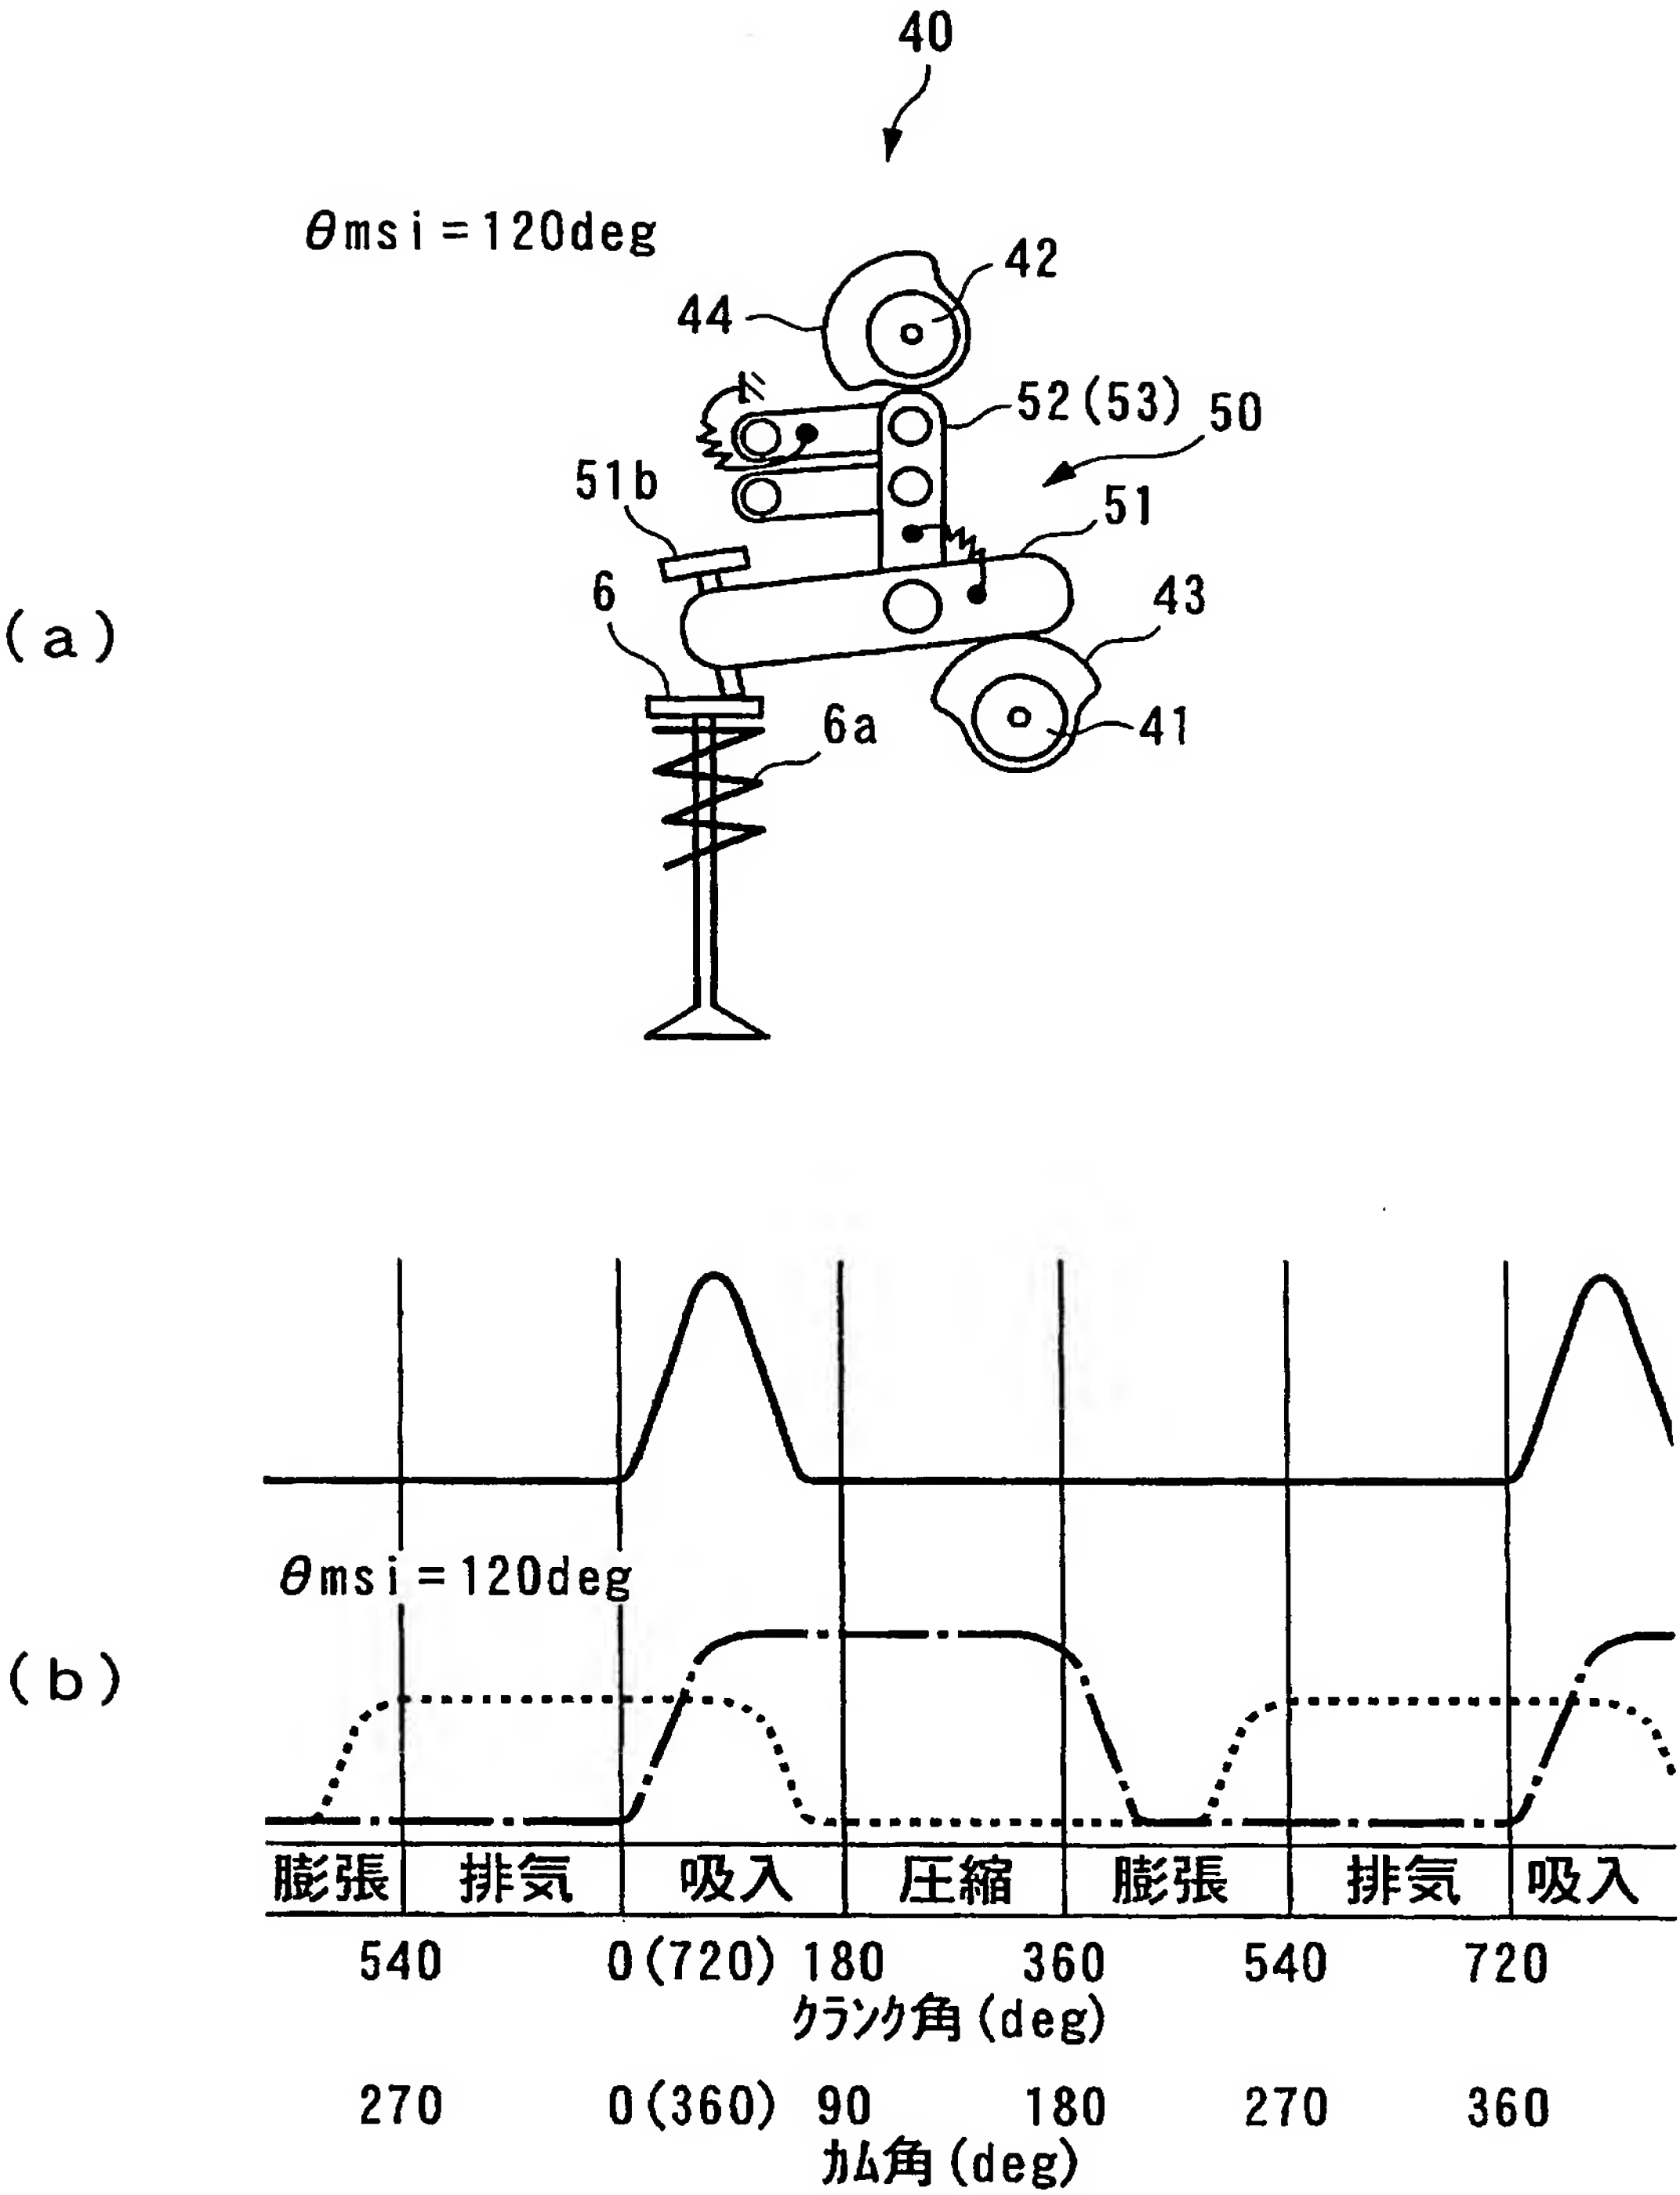 40
θmsi=120deg
42
44
52(53)
50
51b
51
6
43
(a)
6a
41
θmsi=120deg
(b)
膨張 排気 吸入 圧縮 膨張 排気 吸入
540 0(720) 180 360 540 720
クランク角(deg)
270 0(360) 90 180 270 360
カム角(deg)